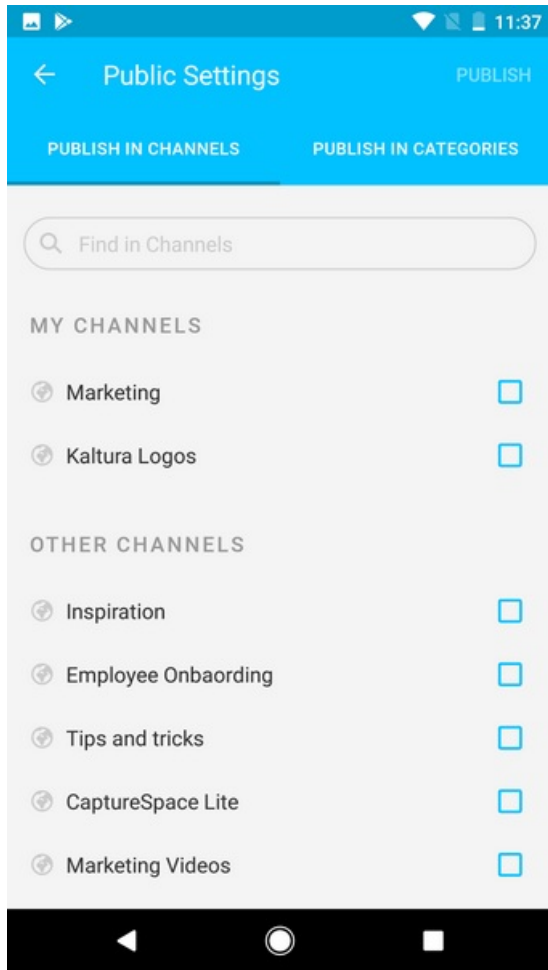 11:37
Public Settings
PUBLISH
PUBLISH IN CHANNELS
PUBLISH IN CATEGORIES
Find in Channels
MY CHANNELS
Marketing
Kaltura Logos
OTHER CHANNELS
Inspiration
Employee Onbaording
Tips and tricks
CaptureSpace Lite
Marketing Videos